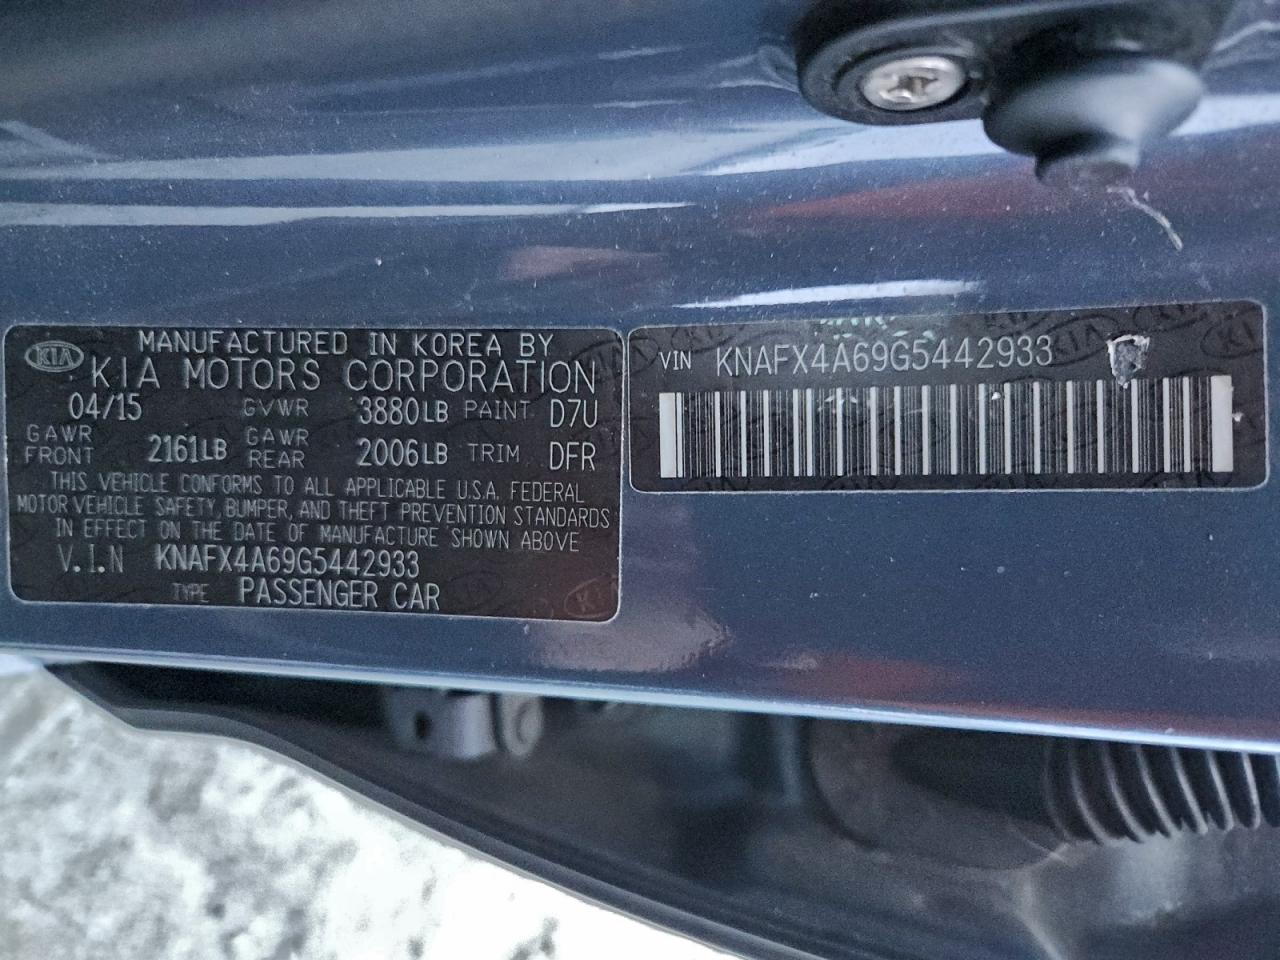 KIA
MANUFACTURED IN KOREA BY
KIA MOTORS CORPORATION
04/15 GVWR 3880LB PAINT D7U
GAWR FRONT 2161LB GAWR REAR 2006LB TRIM DFR
THIS VEHICLE CONFORMS TO ALL APPLICABLE U.S.A. FEDERAL
MOTOR VEHICLE SAFETY, BUMPER, AND THEFT PREVENTION STANDARDS
IN EFFECT ON THE DATE OF MANUFACTURE SHOWN ABOVE
V.I.N KNAFX4A69G5442933
TYPE PASSENGER CAR
VIN KNAFX4A69G5442933